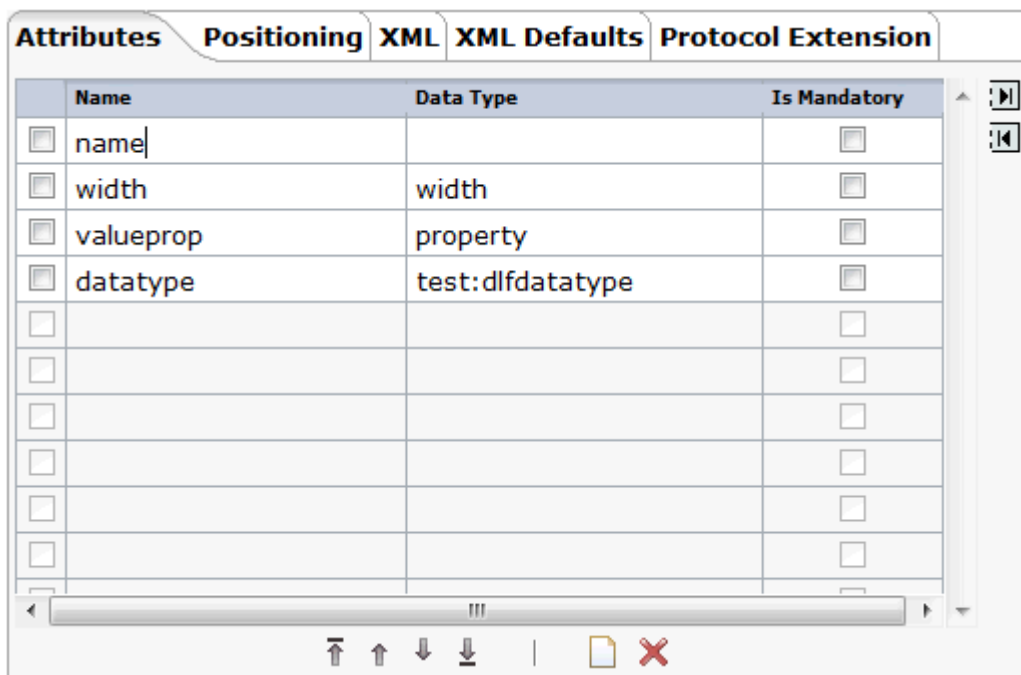 Attributes Positioning XML XML Defaults Protocol Extension
Name Data Type Is Mandatory
name
width width
valueprop property
datatype test:dlfdatatype